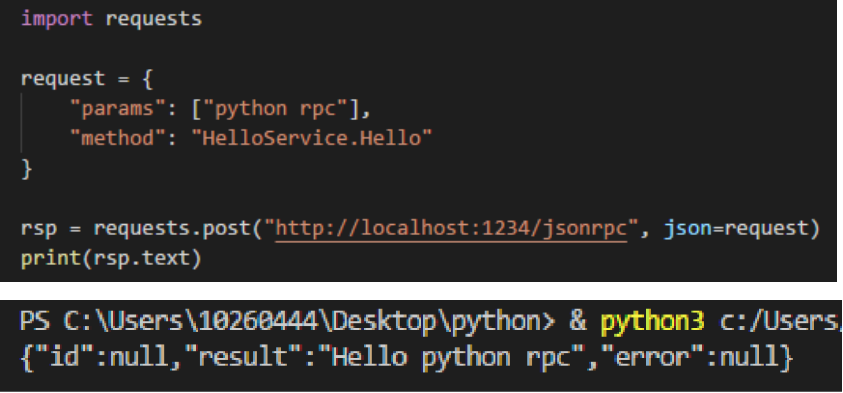 import requests
request = {
    "params": ["python rpc"],
    "method": "HelloService.Hello"
}
rsp = requests.post("http://localhost:1234/jsonrpc", json=request)
print(rsp.text)
PS C:\Users\10260444\Desktop\python> & python3 c:/Users/
{"id":null,"result":"Hello python rpc","error":null}